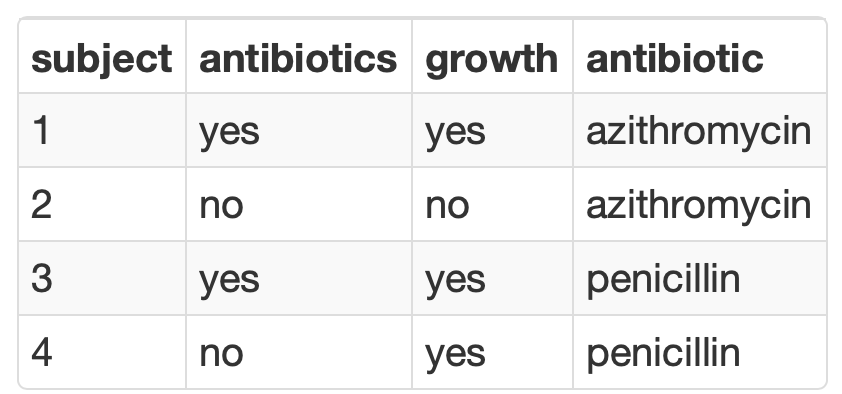 subject antibiotics growth antibiotic
1 yes yes azithromycin
2 no no azithromycin
3 yes yes penicillin
4 no yes penicillin